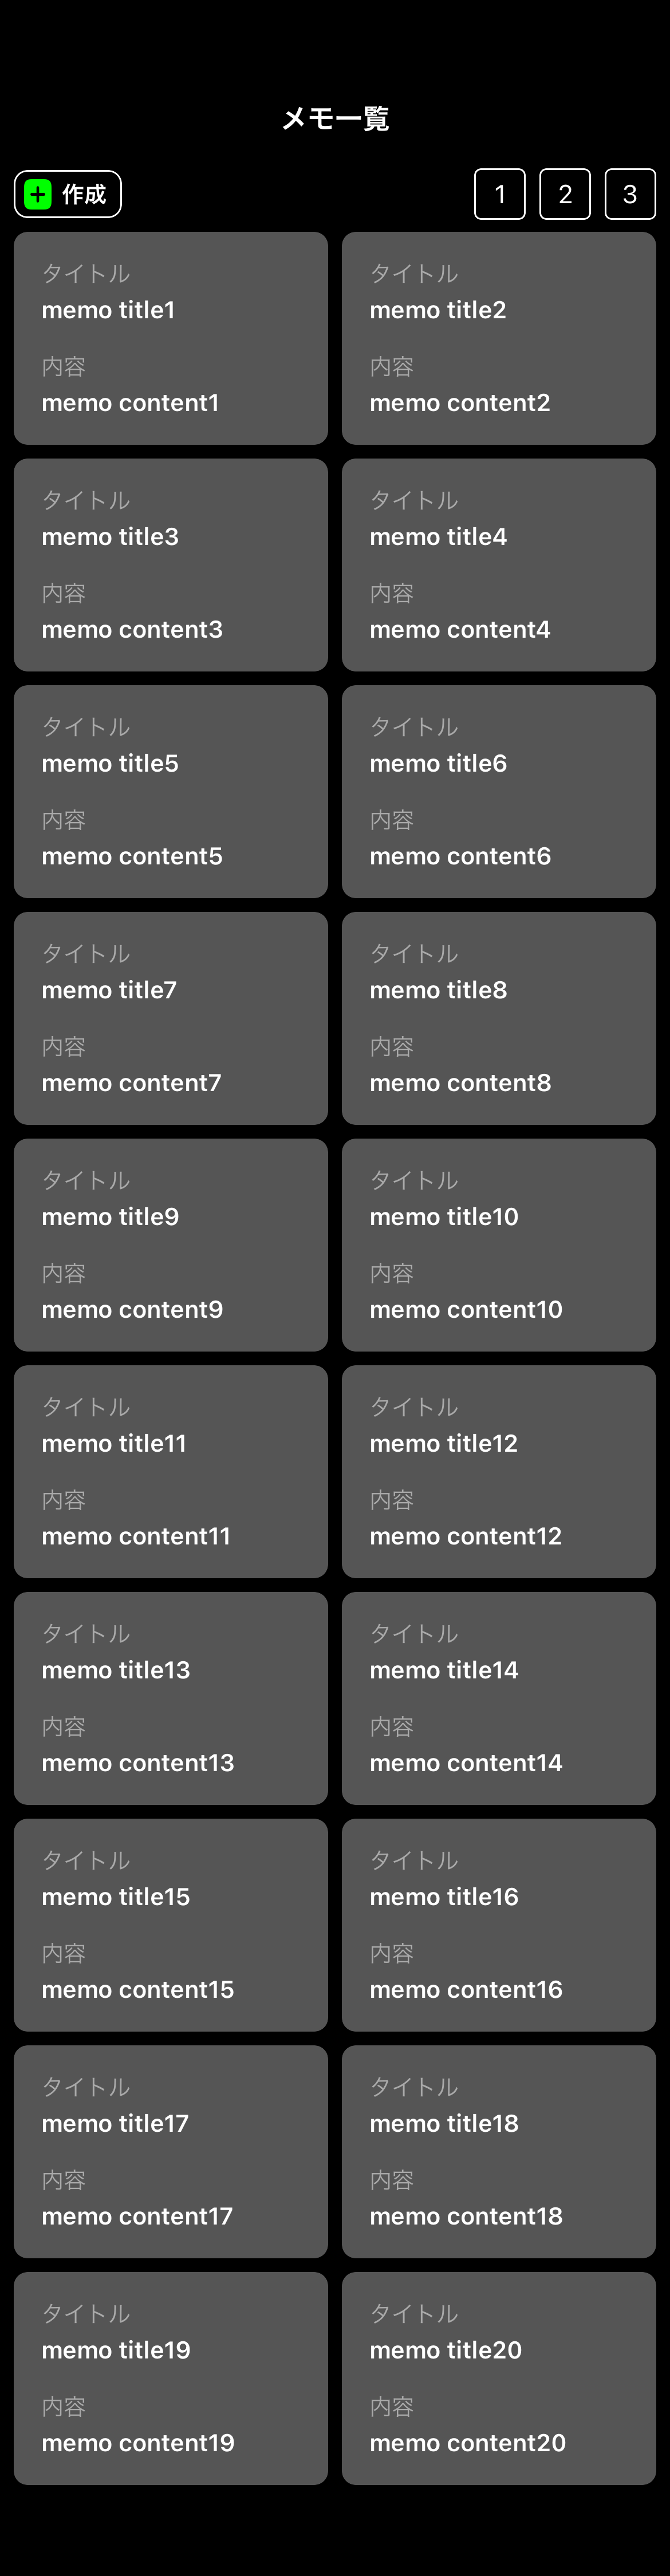 メモ一覧
作成
1 2 3
タイトル
memo title1
内容
memo content1
タイトル
memo title2
内容
memo content2
タイトル
memo title3
内容
memo content3
タイトル
memo title4
内容
memo content4
タイトル
memo title5
内容
memo content5
タイトル
memo title6
内容
memo content6
タイトル
memo title7
内容
memo content7
タイトル
memo title8
内容
memo content8
タイトル
memo title9
内容
memo content9
タイトル
memo title10
内容
memo content10
タイトル
memo title11
内容
memo content11
タイトル
memo title12
内容
memo content12
タイトル
memo title13
内容
memo content13
タイトル
memo title14
内容
memo content14
タイトル
memo title15
内容
memo content15
タイトル
memo title16
内容
memo content16
タイトル
memo title17
内容
memo content17
タイトル
memo title18
内容
memo content18
タイトル
memo title19
内容
memo content19
タイトル
memo title20
内容
memo content20